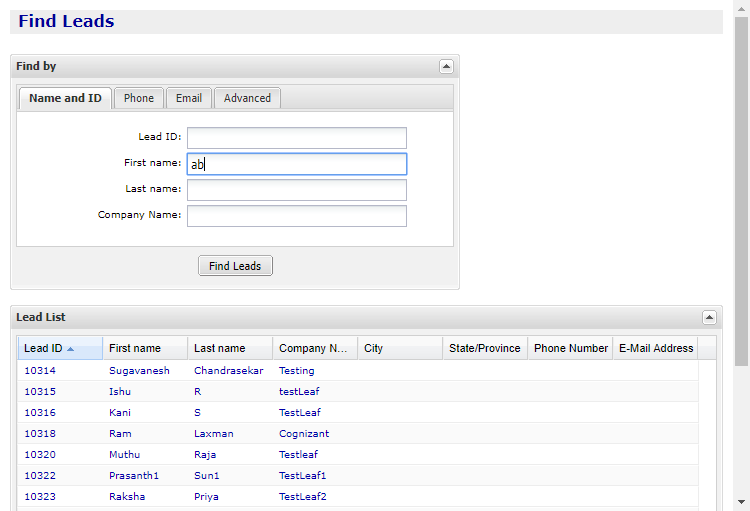 Find Leads
Find by
Name and ID Phone Email Advanced
Lead ID:
First name: ab
Last name:
Company Name:
Find Leads
Lead List
Lead ID First name Last name Company N... City State/Province Phone Number E-Mail Address
10314 Sugavanesh Chandrasekar Testing
10315 Ishu R testLeaf
10316 Kani S TestLeaf
10318 Ram Laxman Cognizant
10320 Muthu Raja Testleaf
10322 Prasanth1 Sun1 TestLeaf1
10323 Raksha Priya TestLeaf2